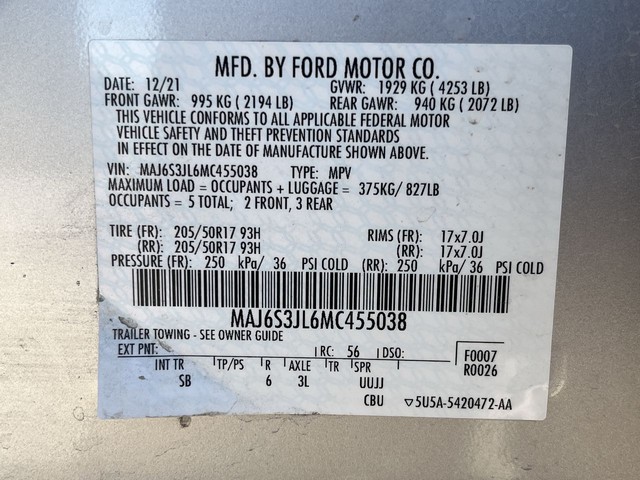 MFD. BY FORD MOTOR CO.
DATE: 12/21 GVWR: 1929 KG ( 4253 LB)
FRONT GAWR: 995 KG ( 2194 LB) REAR GAWR: 940 KG ( 2072 LB)
THIS VEHICLE CONFORMS TO ALL APPLICABLE FEDERAL MOTOR
VEHICLE SAFETY AND THEFT PREVENTION STANDARDS
IN EFFECT ON THE DATE OF MANUFACTURE SHOWN ABOVE.
VIN: MAJ6S3JL6MC455038 TYPE: MPV
MAXIMUM LOAD = OCCUPANTS + LUGGAGE = 375KG/ 827LB
OCCUPANTS = 5 TOTAL; 2 FRONT, 3 REAR
TIRE (FR): 205/50R17 93H RIMS (FR): 17x7.0J
(RR): 205/50R17 93H (RR): 17x7.0J
PRESSURE (FR): 250 kPa/ 36 PSI COLD (RR): 250 kPa/ 36 PSI COLD
MAJ6S3JL6MC455038
TRAILER TOWING - SEE OWNER GUIDE
EXT PNT: RC: 56 DSO: F0007
R0026
INT TR TP/PS R AXLE TR SPR
SB 6 3L UUJJ
CBU ▽5U5A-5420472-AA